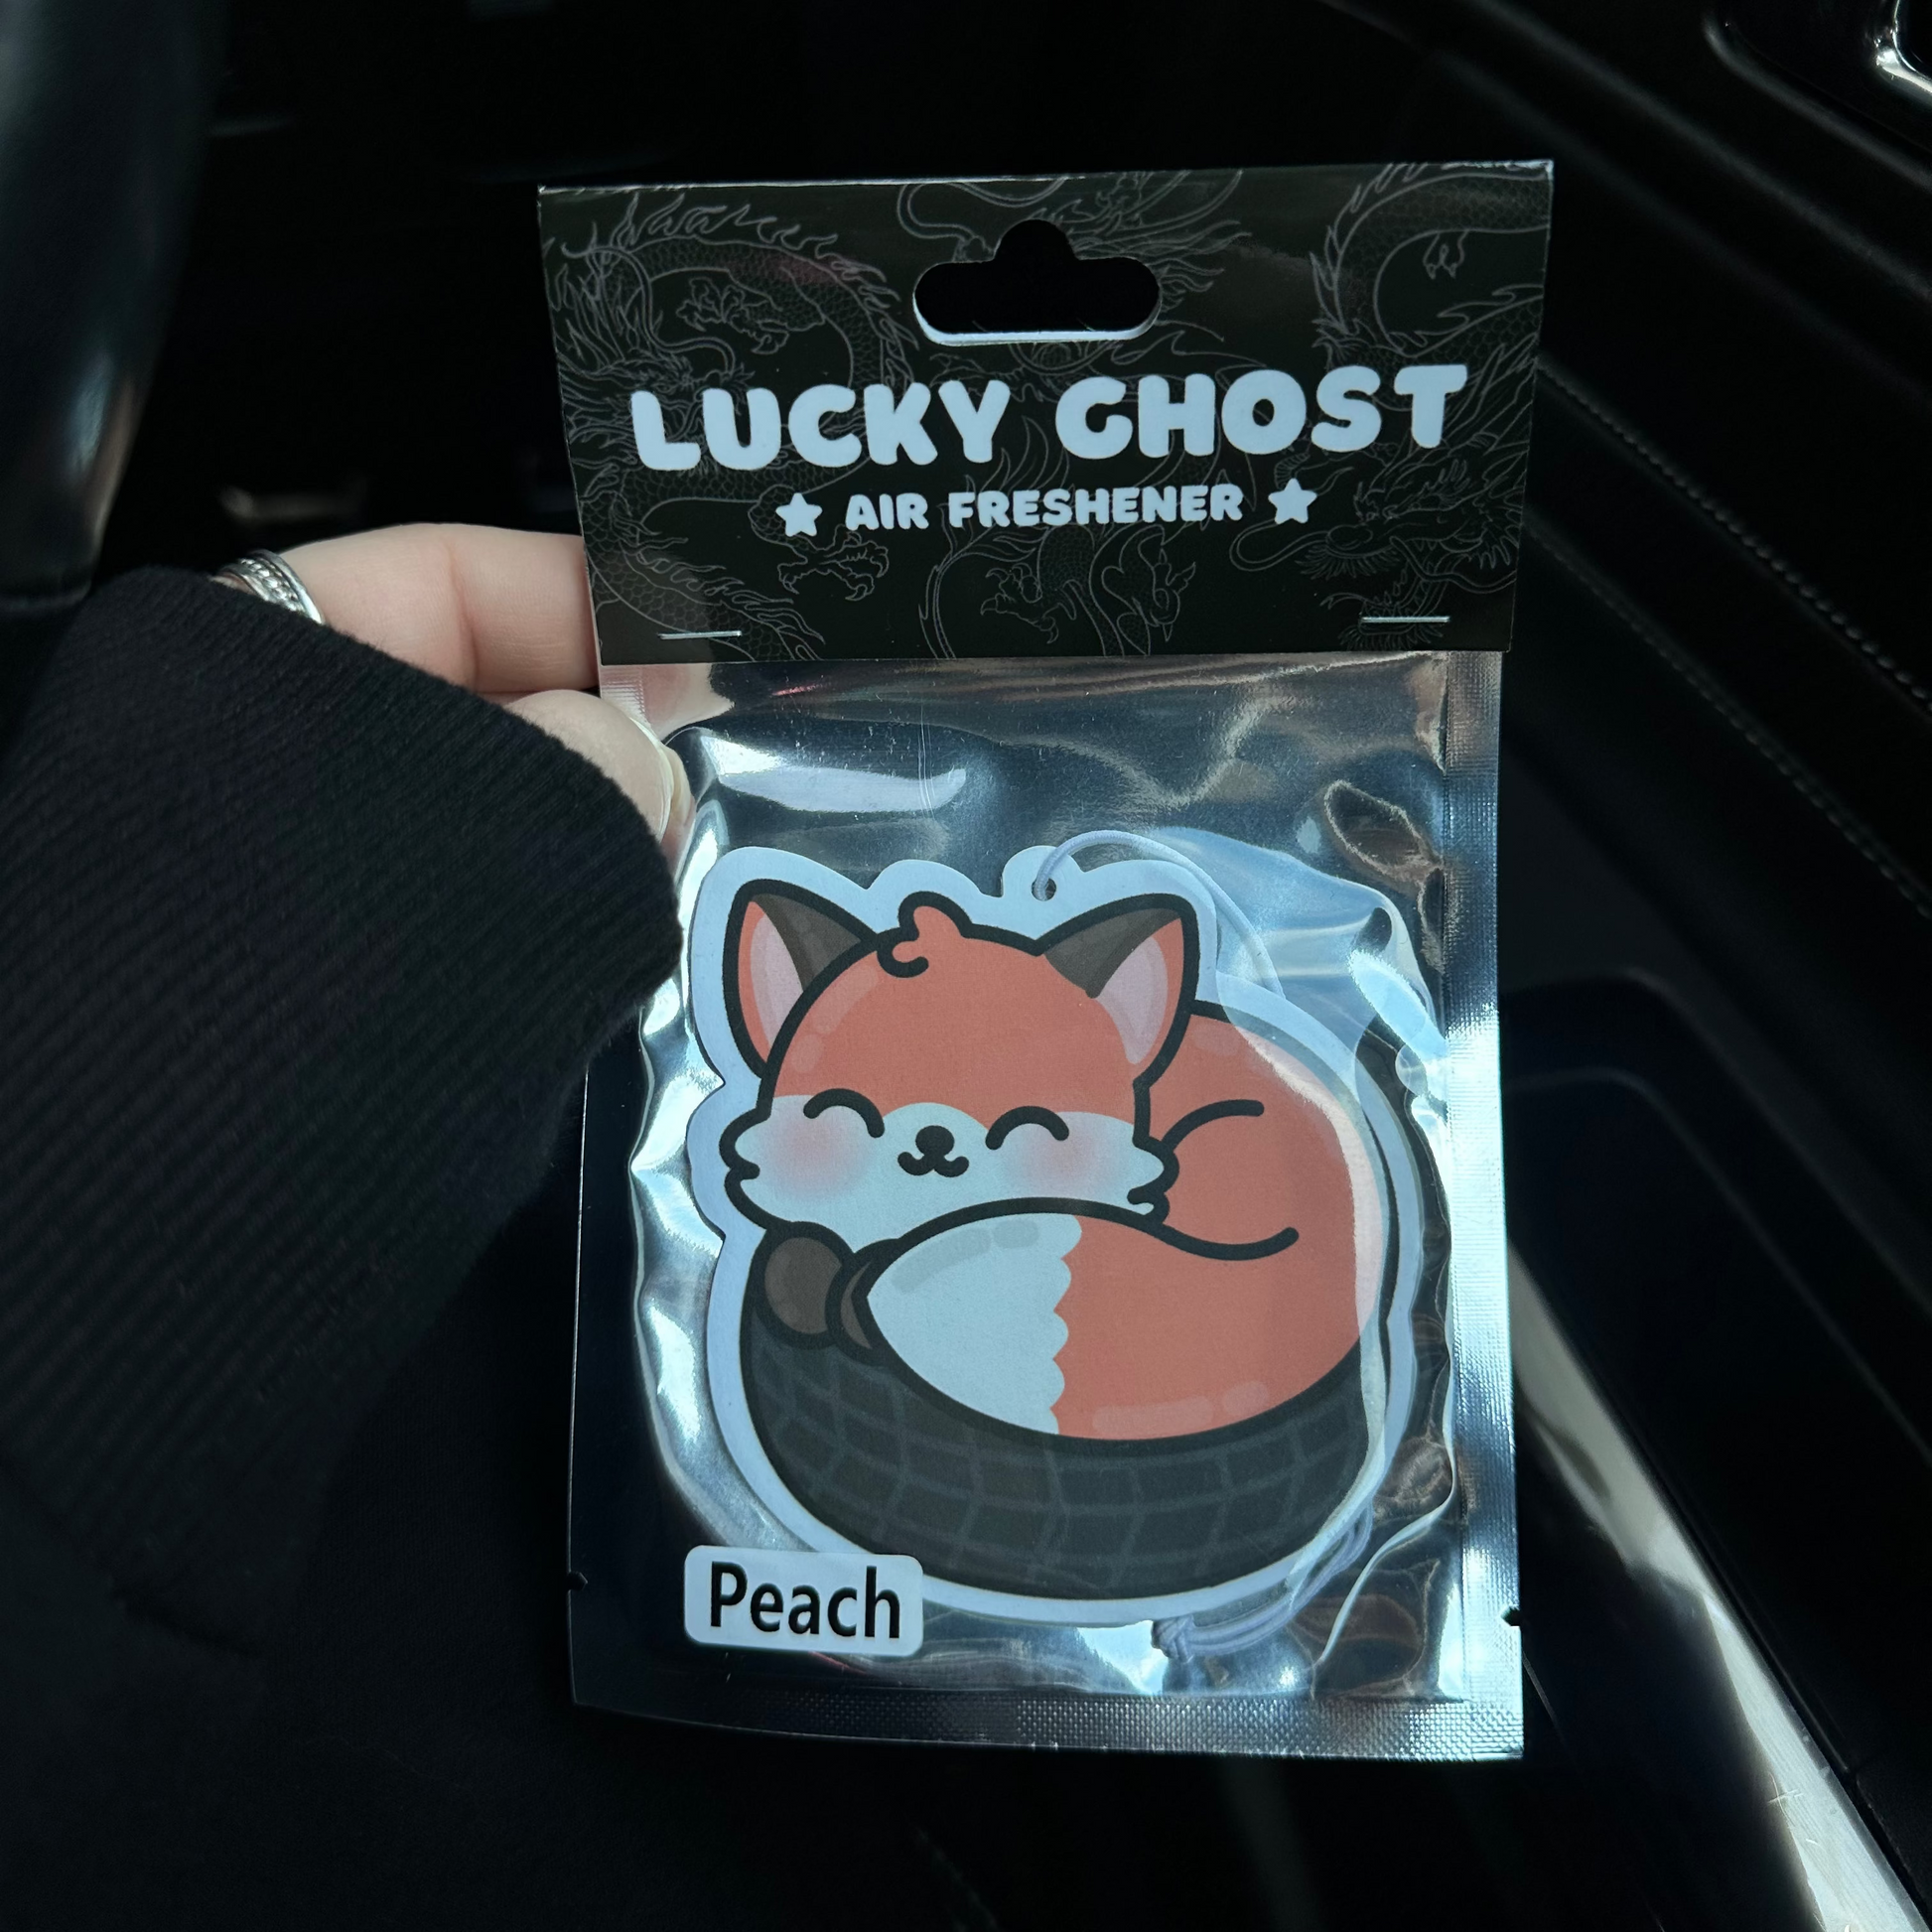 LUCKY GHOST
★ AIR FRESHENER ★
Peach